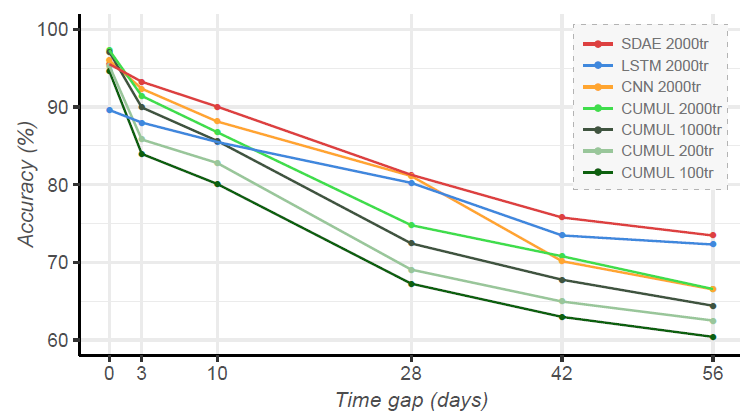 100
90
80
70
60
Accuracy (%)
SDAE 2000tr
LSTM 2000tr
CNN 2000tr
CUMUL 2000tr
CUMUL 1000tr
CUMUL 200tr
CUMUL 100tr
0 3 10 28 42 56
Time gap (days)